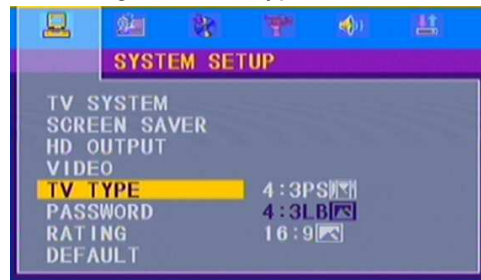 SYSTEM SETUP
TV SYSTEM
SCREEN SAVER
HD OUTPUT
VIDEO
TV TYPE 4:3PS
PASSWORD 4:3LB
RATING 16:9
DEFAULT